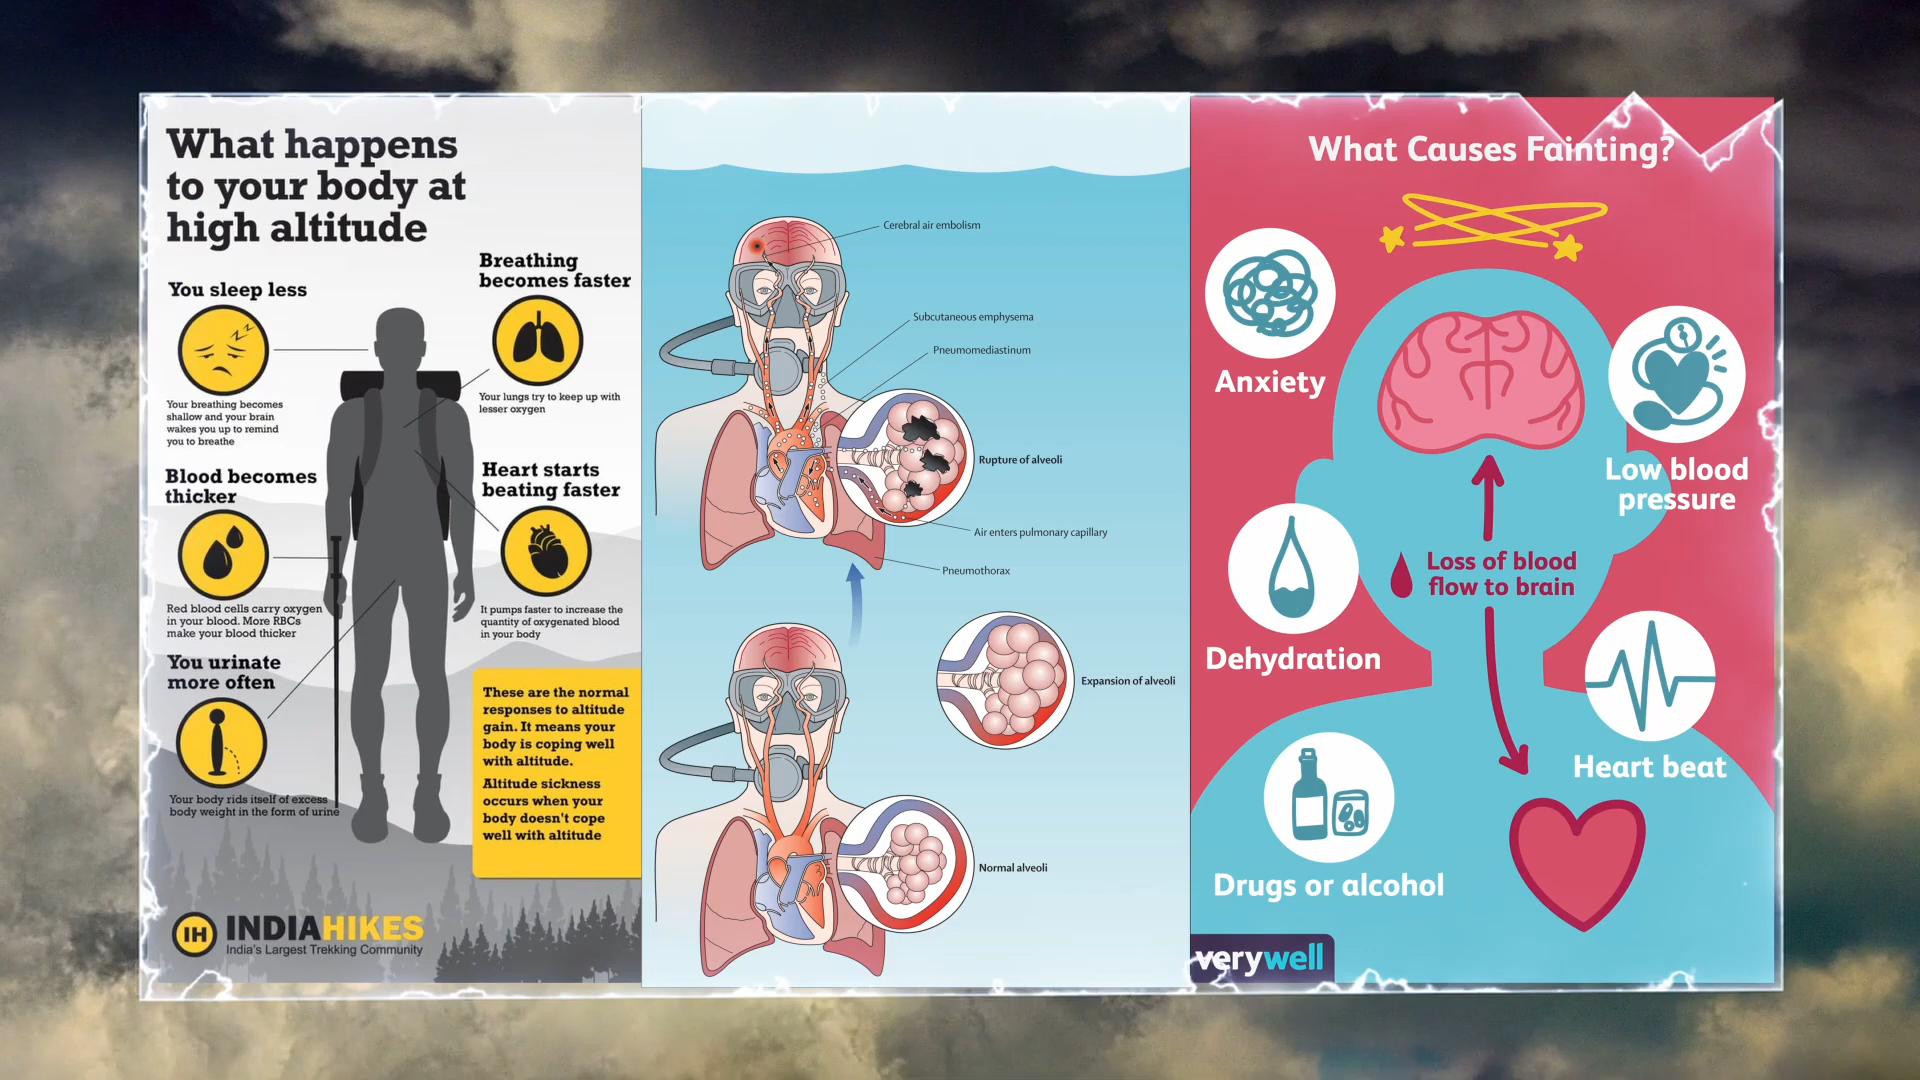 What happens
to your body at
high altitude
You sleep less
Your breathing becomes
shallow and your brain
wakes you up to remind
you to breathe
Breathing
becomes faster
Your lungs try to keep up with
lesser oxygen
Blood becomes
thicker
Red blood cells carry oxygen
in your blood. More RBCs
make your blood thicker
Heart starts
beating faster
It pumps faster to increase the
quantity of oxygenated blood
in your body
You urinate
more often
Your body rids itself of excess
body weight in the form of urine
These are the normal
responses to altitude
gain. It means your
body is coping well
with altitude.
Altitude sickness
occurs when your
body doesn't cope
well with altitude
IH INDIAHIKES
India's Largest Trekking Community
Cerebral air embolism
Subcutaneous emphysema
Pneumomediastinum
Rupture of alveoli
Air enters pulmonary capillary
Pneumothorax
Expansion of alveoli
Normal alveoli
What Causes Fainting?
Anxiety
Low blood
pressure
Loss of blood
flow to brain
Dehydration
Heart beat
Drugs or alcohol
verywell